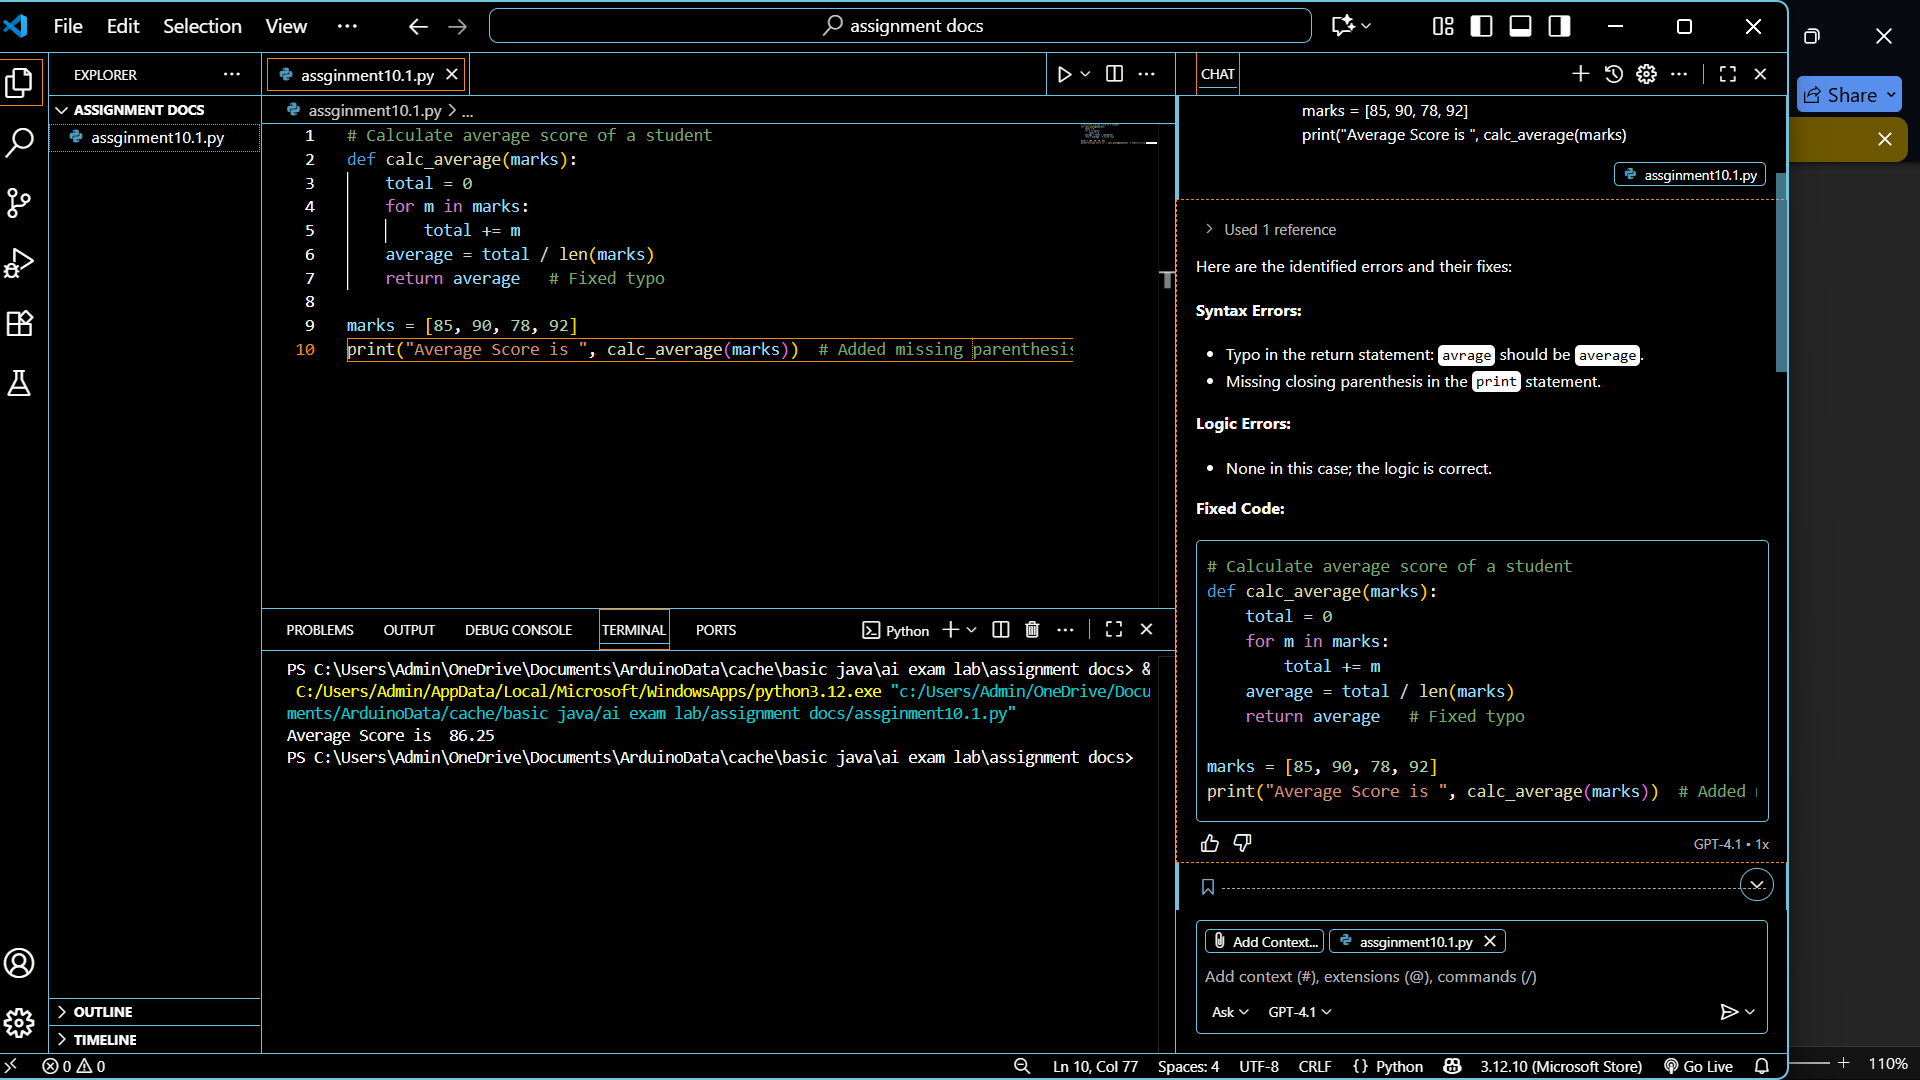 File Edit Selection View ··· assignment docs
EXPLORER ···
ASSIGNMENT DOCS
assginment10.1.py
OUTLINE
TIMELINE
assginment10.1.py
assginment10.1.py > ...
1 # Calculate average score of a student
2 def calc_average(marks):
3 total = 0
4 for m in marks:
5 total += m
6 average = total / len(marks)
7 return average # Fixed typo
8
9 marks = [85, 90, 78, 92]
10 print("Average Score is ", calc_average(marks)) # Added missing parenthesis
PROBLEMS OUTPUT DEBUG CONSOLE TERMINAL PORTS Python
PS C:\Users\Admin\OneDrive\Documents\ArduinoData\cache\basic java\ai exam lab\assignment docs> &
C:/Users/Admin/AppData/Local/Microsoft/WindowsApps/python3.12.exe "c:/Users/Admin/OneDrive/Docu
ments/ArduinoData/cache/basic java/ai exam lab/assignment docs/assginment10.1.py"
Average Score is  86.25
PS C:\Users\Admin\OneDrive\Documents\ArduinoData\cache\basic java\ai exam lab\assignment docs>
CHAT
marks = [85, 90, 78, 92]
print("Average Score is ", calc_average(marks)
assginment10.1.py
Used 1 reference
Here are the identified errors and their fixes:
Syntax Errors:
• Typo in the return statement: avrage should be average.
• Missing closing parenthesis in the print statement.
Logic Errors:
• None in this case; the logic is correct.
Fixed Code:
# Calculate average score of a student
def calc_average(marks):
total = 0
for m in marks:
total += m
average = total / len(marks)
return average # Fixed typo
marks = [85, 90, 78, 92]
print("Average Score is ", calc_average(marks)) # Added
GPT-4.1 • 1x
Add Context... assginment10.1.py
Add context (#), extensions (@), commands (/)
Ask GPT-4.1
Share
0 0 Ln 10, Col 77 Spaces: 4 UTF-8 CRLF {} Python 3.12.10 (Microsoft Store) Go Live
110%